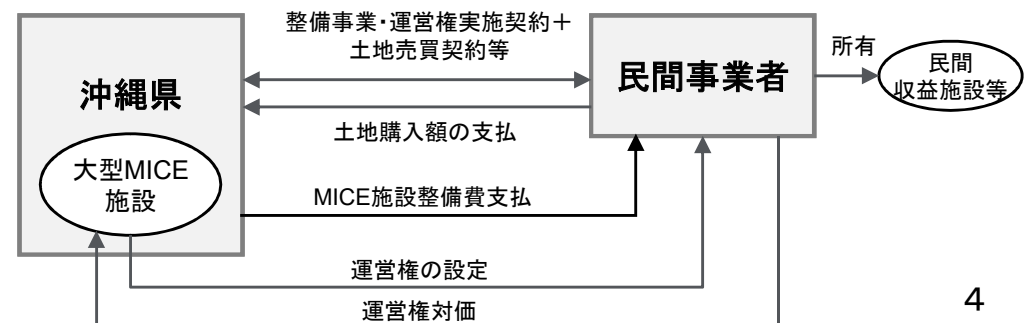 整備事業・運営権実施契約＋
土地売買契約等
沖縄県
民間事業者
所有
民間
収益施設等
土地購入額の支払
大型MICE
施設
MICE施設整備費支払
運営権の設定
運営権対価
4